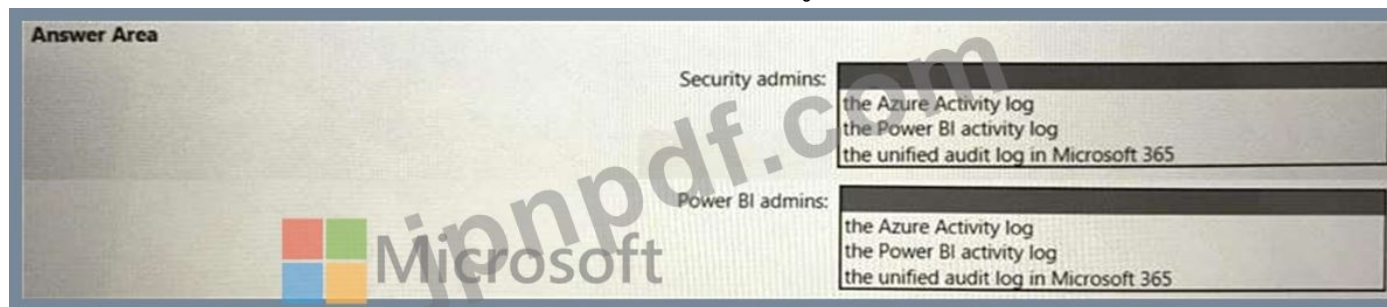 Answer Area
Security admins:
the Azure Activity log
the Power BI activity log
the unified audit log in Microsoft 365
Power BI admins:
the Azure Activity log
the Power BI activity log
the unified audit log in Microsoft 365
Microsoft
jpnpdf.com